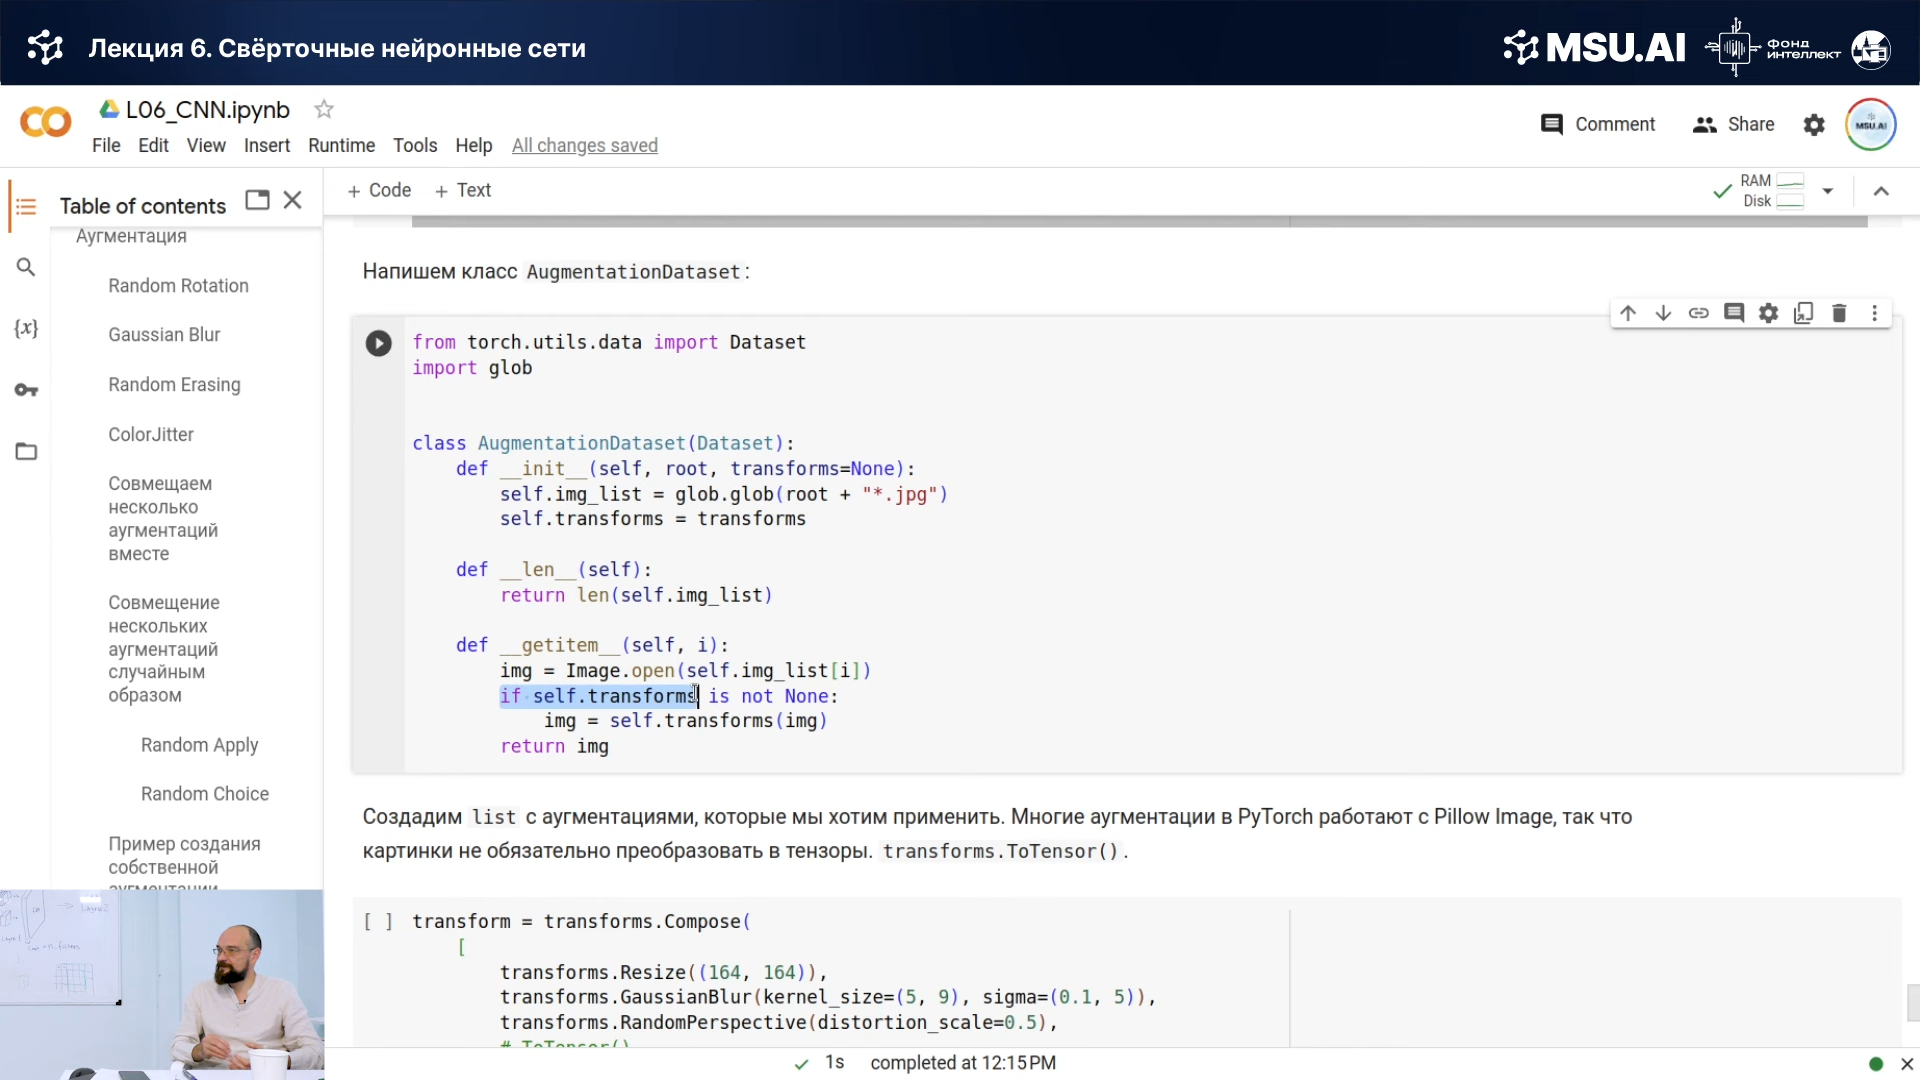 Лекция 6. Свёрточные нейронные сети
MSU.AI
ФОНД
ИНТЕЛЛЕКТ
L06_CNN.ipynb
File Edit View Insert Runtime Tools Help All changes saved
Comment
Share
MSU.AI
Table of contents
+ Code + Text
RAM
Disk
Аугментация
Random Rotation
Gaussian Blur
Random Erasing
ColorJitter
Совмещаем
несколько
аугментаций
вместе
Совмещение
нескольких
аугментаций
случайным
образом
Random Apply
Random Choice
Пример создания
собственной
аугментации
{x}
Напишем класс AugmentationDataset:
from torch.utils.data import Dataset
import glob
class AugmentationDataset(Dataset):
def __init__(self, root, transforms=None):
self.img_list = glob.glob(root + "*.jpg")
self.transforms = transforms
def __len__(self):
return len(self.img_list)
def __getitem__(self, i):
img = Image.open(self.img_list[i])
if self.transforms is not None:
img = self.transforms(img)
return img
Создадим list с аугментациями, которые мы хотим применить. Многие аугментации в PyTorch работают с Pillow Image, так что
картинки не обязательно преобразовать в тензоры. transforms.ToTensor().
[ ] transform = transforms.Compose(
[
transforms.Resize((164, 164)),
transforms.GaussianBlur(kernel_size=(5, 9), sigma=(0.1, 5)),
transforms.RandomPerspective(distortion_scale=0.5),
# ToTensor()
1s completed at 12:15 PM